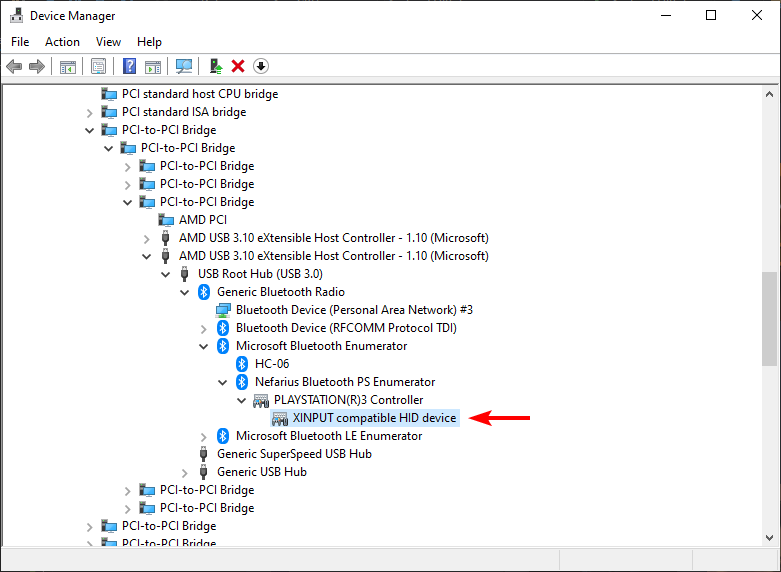 Device Manager
File Action View Help
PCI standard host CPU bridge
PCI standard ISA bridge
PCI-to-PCI Bridge
PCI-to-PCI Bridge
PCI-to-PCI Bridge
PCI-to-PCI Bridge
PCI-to-PCI Bridge
AMD PCI
AMD USB 3.10 eXtensible Host Controller - 1.10 (Microsoft)
AMD USB 3.10 eXtensible Host Controller - 1.10 (Microsoft)
USB Root Hub (USB 3.0)
Generic Bluetooth Radio
Bluetooth Device (Personal Area Network) #3
Bluetooth Device (RFCOMM Protocol TDI)
Microsoft Bluetooth Enumerator
HC-06
Nefarius Bluetooth PS Enumerator
PLAYSTATION(R)3 Controller
XINPUT compatible HID device
Microsoft Bluetooth LE Enumerator
Generic SuperSpeed USB Hub
Generic USB Hub
PCI-to-PCI Bridge
PCI-to-PCI Bridge
PCI-to-PCI Bridge
PCI-to-PCI Bridge